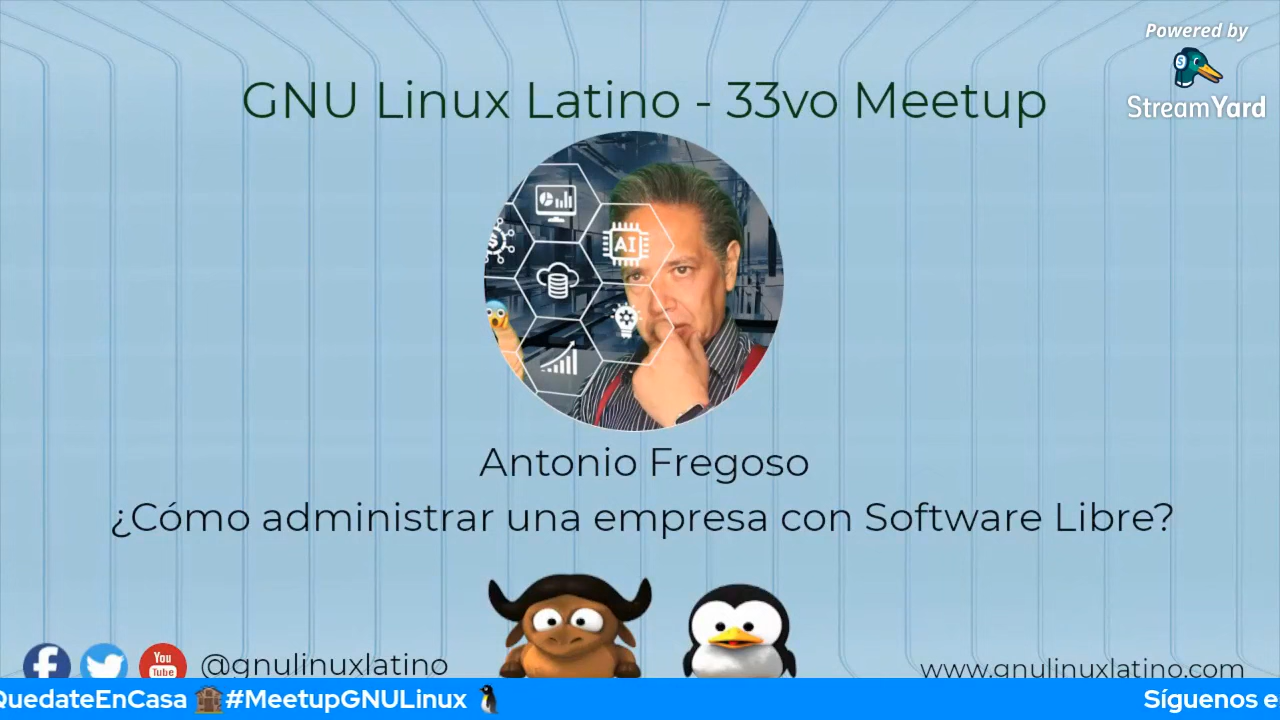 Powered by
StreamYard
GNU Linux Latino - 33vo Meetup
$
AI
Antonio Fregoso
¿Cómo administrar una empresa con Software Libre?
You
Tube
@gnulinuxlatino
www.gnulinuxlatino.com
QuedateEnCasa 🏚️#MeetupGNULinux 🐧
Síguenos e